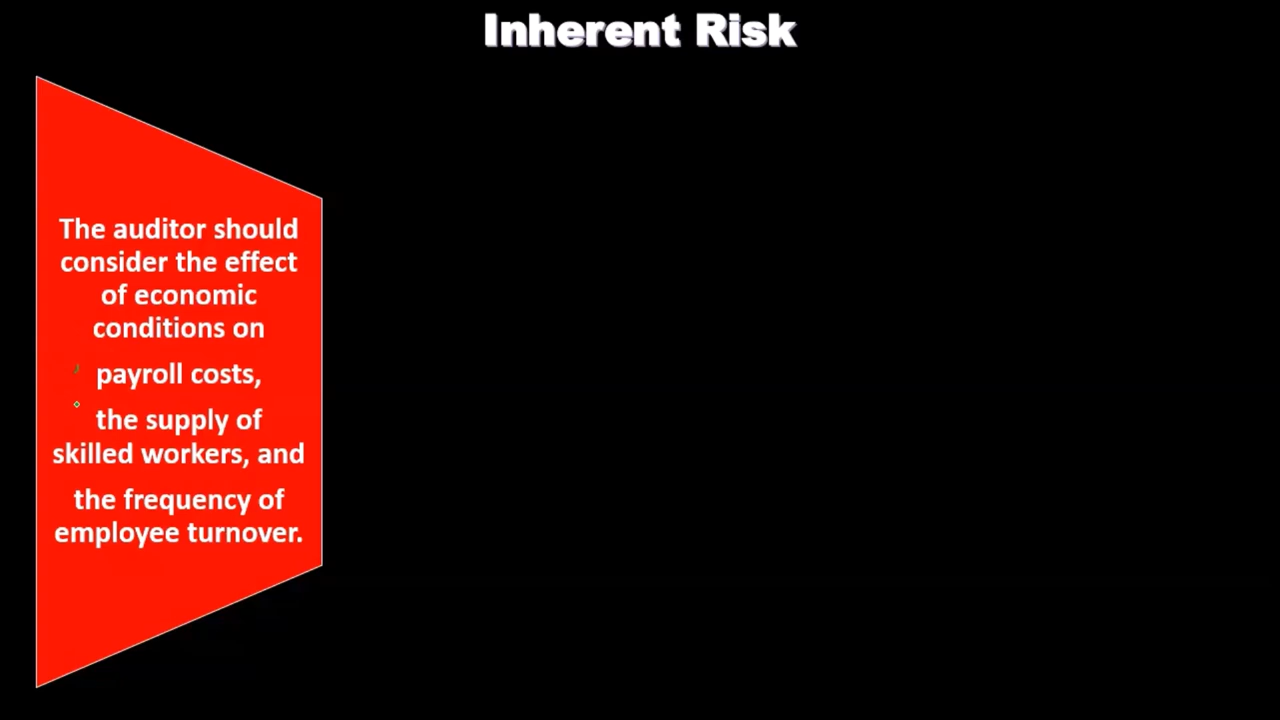 Inherent Risk
The auditor should
consider the effect
of economic
conditions on
payroll costs,
the supply of
skilled workers, and
the frequency of
employee turnover.